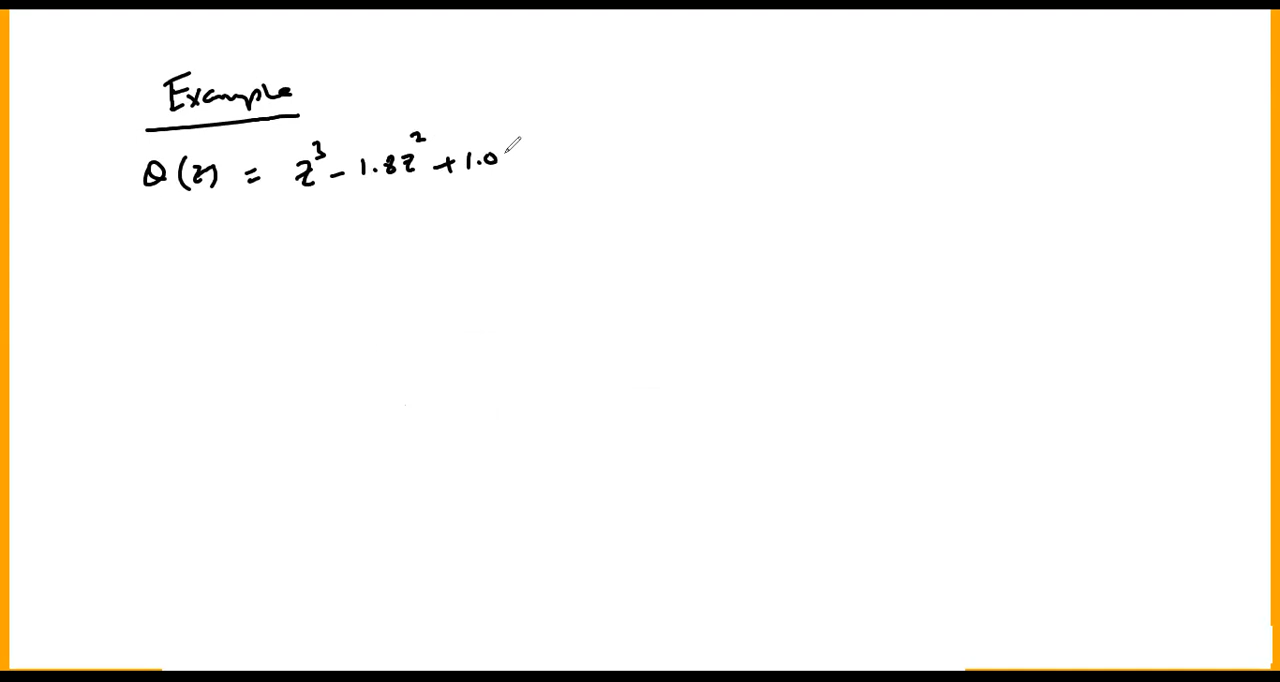 Example
Q(z) = z³ - 1.8z² + 1.0